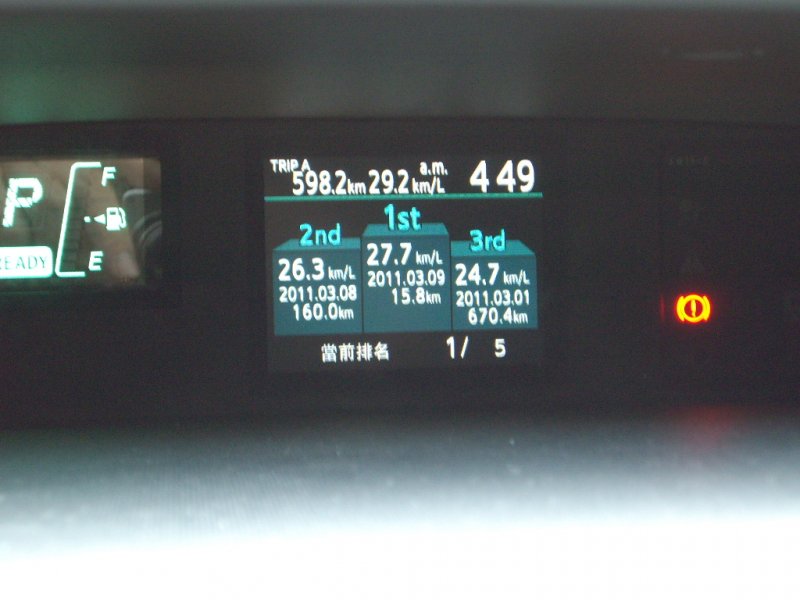 TRIP A
598.2km 29.2km/L a.m. 4 49
P
F
E
READY
2nd
26.3 km/L
2011.03.08
160.0km
1st
27.7 km/L
2011.03.09
15.8km
3rd
24.7 km/L
2011.03.01
670.4km
當前排名 1/ 5